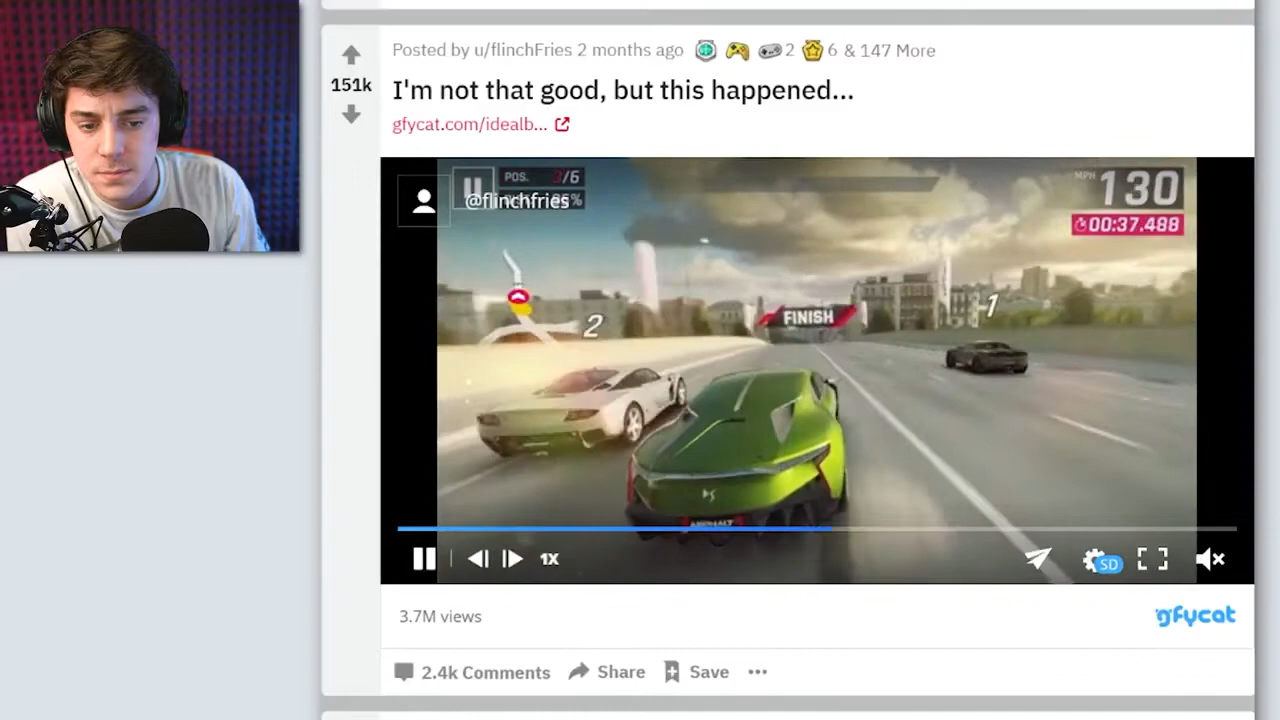 Posted by u/flinchFries 2 months ago 2 6 & 147 More
151k
I'm not that good, but this happened...
gfycat.com/idealb...
POS. 3/6
@flinchfries
%
MPH 130
00:37.488
FINISH
1
2
ASPHALT
1X
SD
3.7M views
gfycat
2.4k Comments
Share
Save